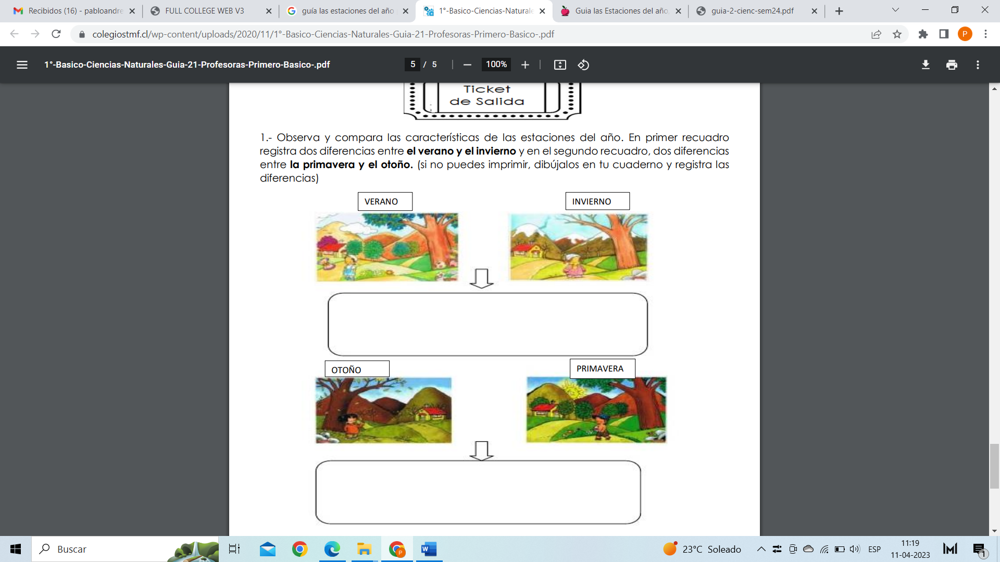 Recibidos (16) - pabloandre
FULL COLLEGE WEB V3
guía las estaciones del año
1°-Basico-Ciencias-Naturale
Guia las Estaciones del año,
guia-2-cienc-sem24.pdf
colegiostmf.cl/wp-content/uploads/2020/11/1°-Basico-Ciencias-Naturales-Guia-21-Profesoras-Primero-Basico-.pdf
P
1°-Basico-Ciencias-Naturales-Guia-21-Profesoras-Primero-Basico-.pdf
5 / 5
100%
Ticket
de Salida
1.- Observa y compara las características de las estaciones del año. En primer recuadro
registra dos diferencias entre el verano y el invierno y en el segundo recuadro, dos diferencias
entre la primavera y el otoño. (si no puedes imprimir, dibújalos en tu cuaderno y registra las
diferencias)
VERANO
INVIERNO
OTOÑO
PRIMAVERA
Buscar
23°C Soleado
ESP
11:19
11-04-2023
1